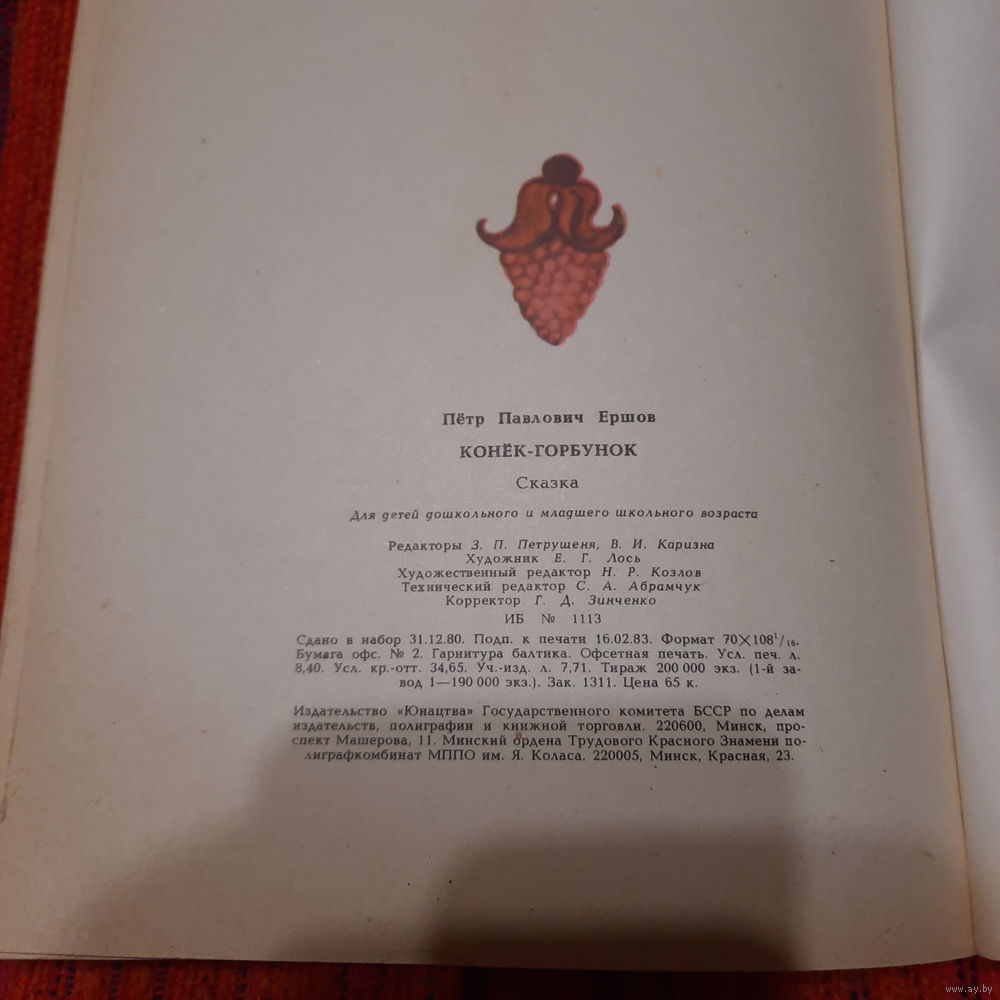 Пётр Павлович Ершов
КОНЁК-ГОРБУНОК
Сказка
Для детей дошкольного и младшего школьного возраста
Редакторы З. П. Петрушеня, В. И. Каризна
Художник Е. Г. Лось
Художественный редактор Н. Р. Козлов
Технический редактор С. А. Абрамчук
Корректор Г. Д. Зинченко
ИБ № 1113
Сдано в набор 31.12.80. Подп. к печати 16.02.83. Формат 70×108¹/₁₆.
Бумага офс. № 2. Гарнитура балтика. Офсетная печать. Усл. печ. л.
8,40. Усл. кр.-отт. 34,65. Уч.-изд. л. 7,71. Тираж 200 000 экз. (1-й за-
вод 1—190 000 экз.). Зак. 1311. Цена 65 к.
Издательство «Юнацтва» Государственного комитета БССР по делам
издательств, полиграфии и книжной торговли. 220600, Минск, про-
спект Машерова, 11. Минский ордена Трудового Красного Знамени по-
лиграфкомбинат МППО им. Я. Коласа. 220005, Минск, Красная, 23.
www.ay.by